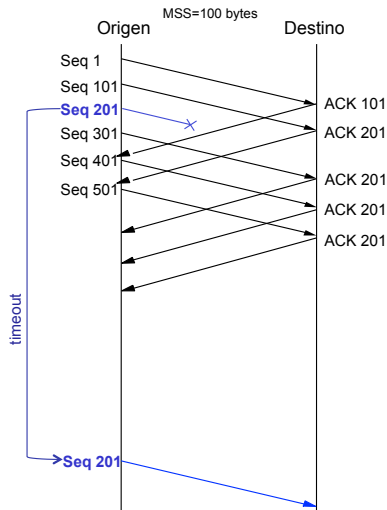 MSS=100 bytes
Origen
Destino
Seq 1
Seq 101
ACK 101
Seq 201
Seq 301
ACK 201
Seq 401
ACK 201
Seq 501
ACK 201
ACK 201
timeout
Seq 201